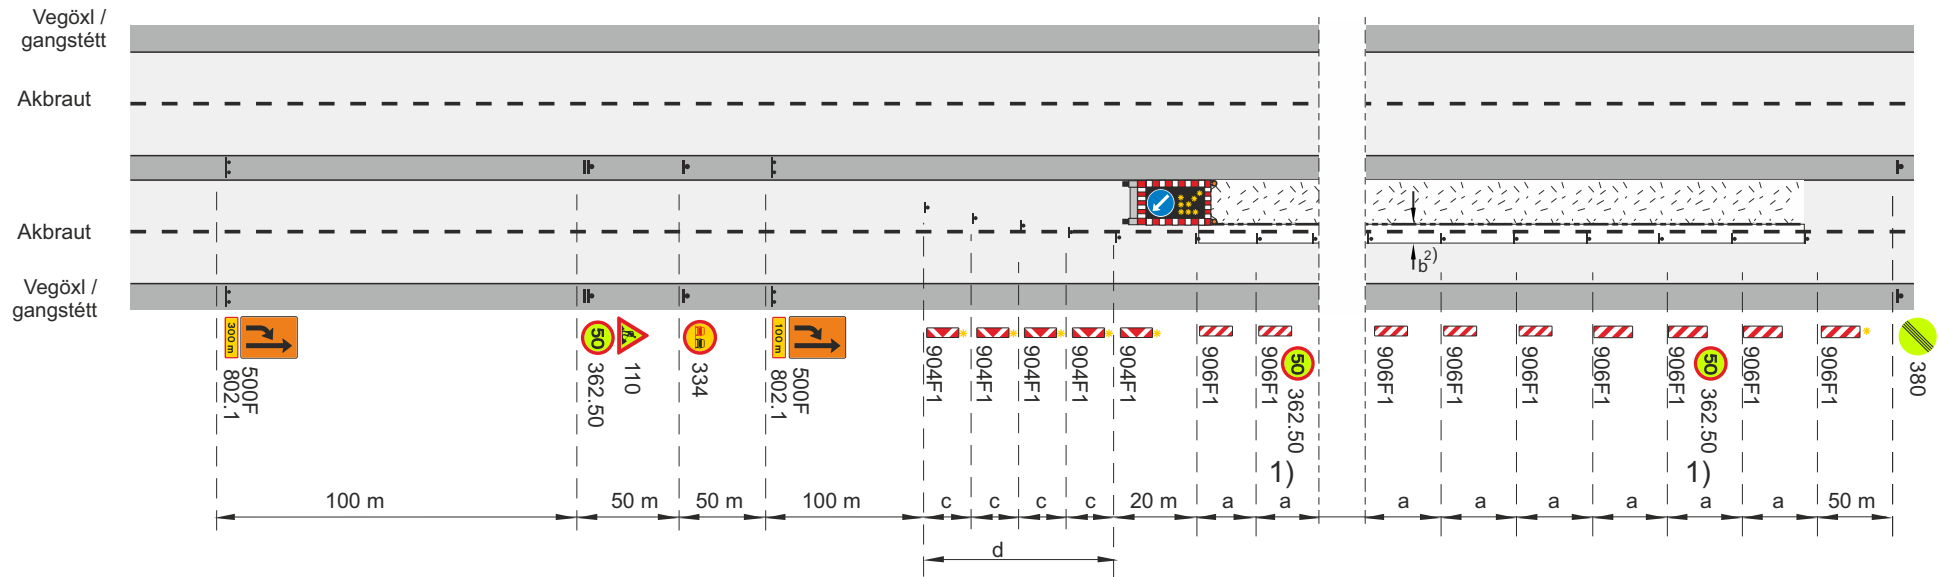 Vegöxl /
gangstétt
Akbraut
Akbraut
Vegöxl /
gangstétt
b2)
300 m
500F
802.1
50
362.50
110
334
100 m
500F
802.1
904F1
904F1
904F1
904F1
904F1
906F1
906F1
50
362.50
1)
906F1
906F1
906F1
906F1
906F1
50
362.50
1)
906F1
906F1
380
100 m
50 m
50 m
100 m
c
c
c
c
20 m
a
a
a
a
a
a
a
a
50 m
d